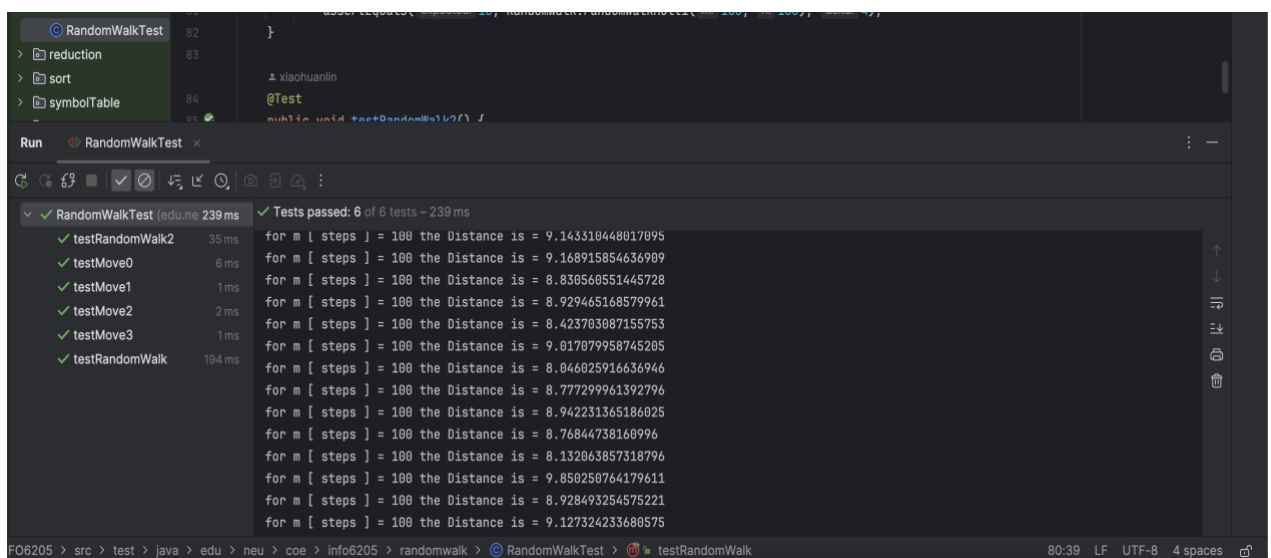 RandomWalkTest
82 }
reduction
83
sort
xiaohuanlin
symbolTable
84 @Test
85 public void testRandomWalk2() {
Run RandomWalkTest ×
RandomWalkTest (edu.ne 239 ms
✓ Tests passed: 6 of 6 tests – 239 ms
testRandomWalk2 35 ms
testMove0 6 ms
testMove1 1 ms
testMove2 2 ms
testMove3 1 ms
testRandomWalk 194 ms
for m [ steps ] = 100 the Distance is = 9.143310448017095
for m [ steps ] = 100 the Distance is = 9.168915854636909
for m [ steps ] = 100 the Distance is = 8.830560551445728
for m [ steps ] = 100 the Distance is = 8.929465168579961
for m [ steps ] = 100 the Distance is = 8.423703087155753
for m [ steps ] = 100 the Distance is = 9.017079958745205
for m [ steps ] = 100 the Distance is = 8.046025916636946
for m [ steps ] = 100 the Distance is = 8.777299961392796
for m [ steps ] = 100 the Distance is = 8.942231365186025
for m [ steps ] = 100 the Distance is = 8.76844738160996
for m [ steps ] = 100 the Distance is = 8.132063857318796
for m [ steps ] = 100 the Distance is = 9.850250764179611
for m [ steps ] = 100 the Distance is = 8.928493254575221
for m [ steps ] = 100 the Distance is = 9.127324233680575
FO6205 > src > test > java > edu > neu > coe > info6205 > randomwalk > RandomWalkTest > testRandomWalk 80:39 LF UTF-8 4 spaces